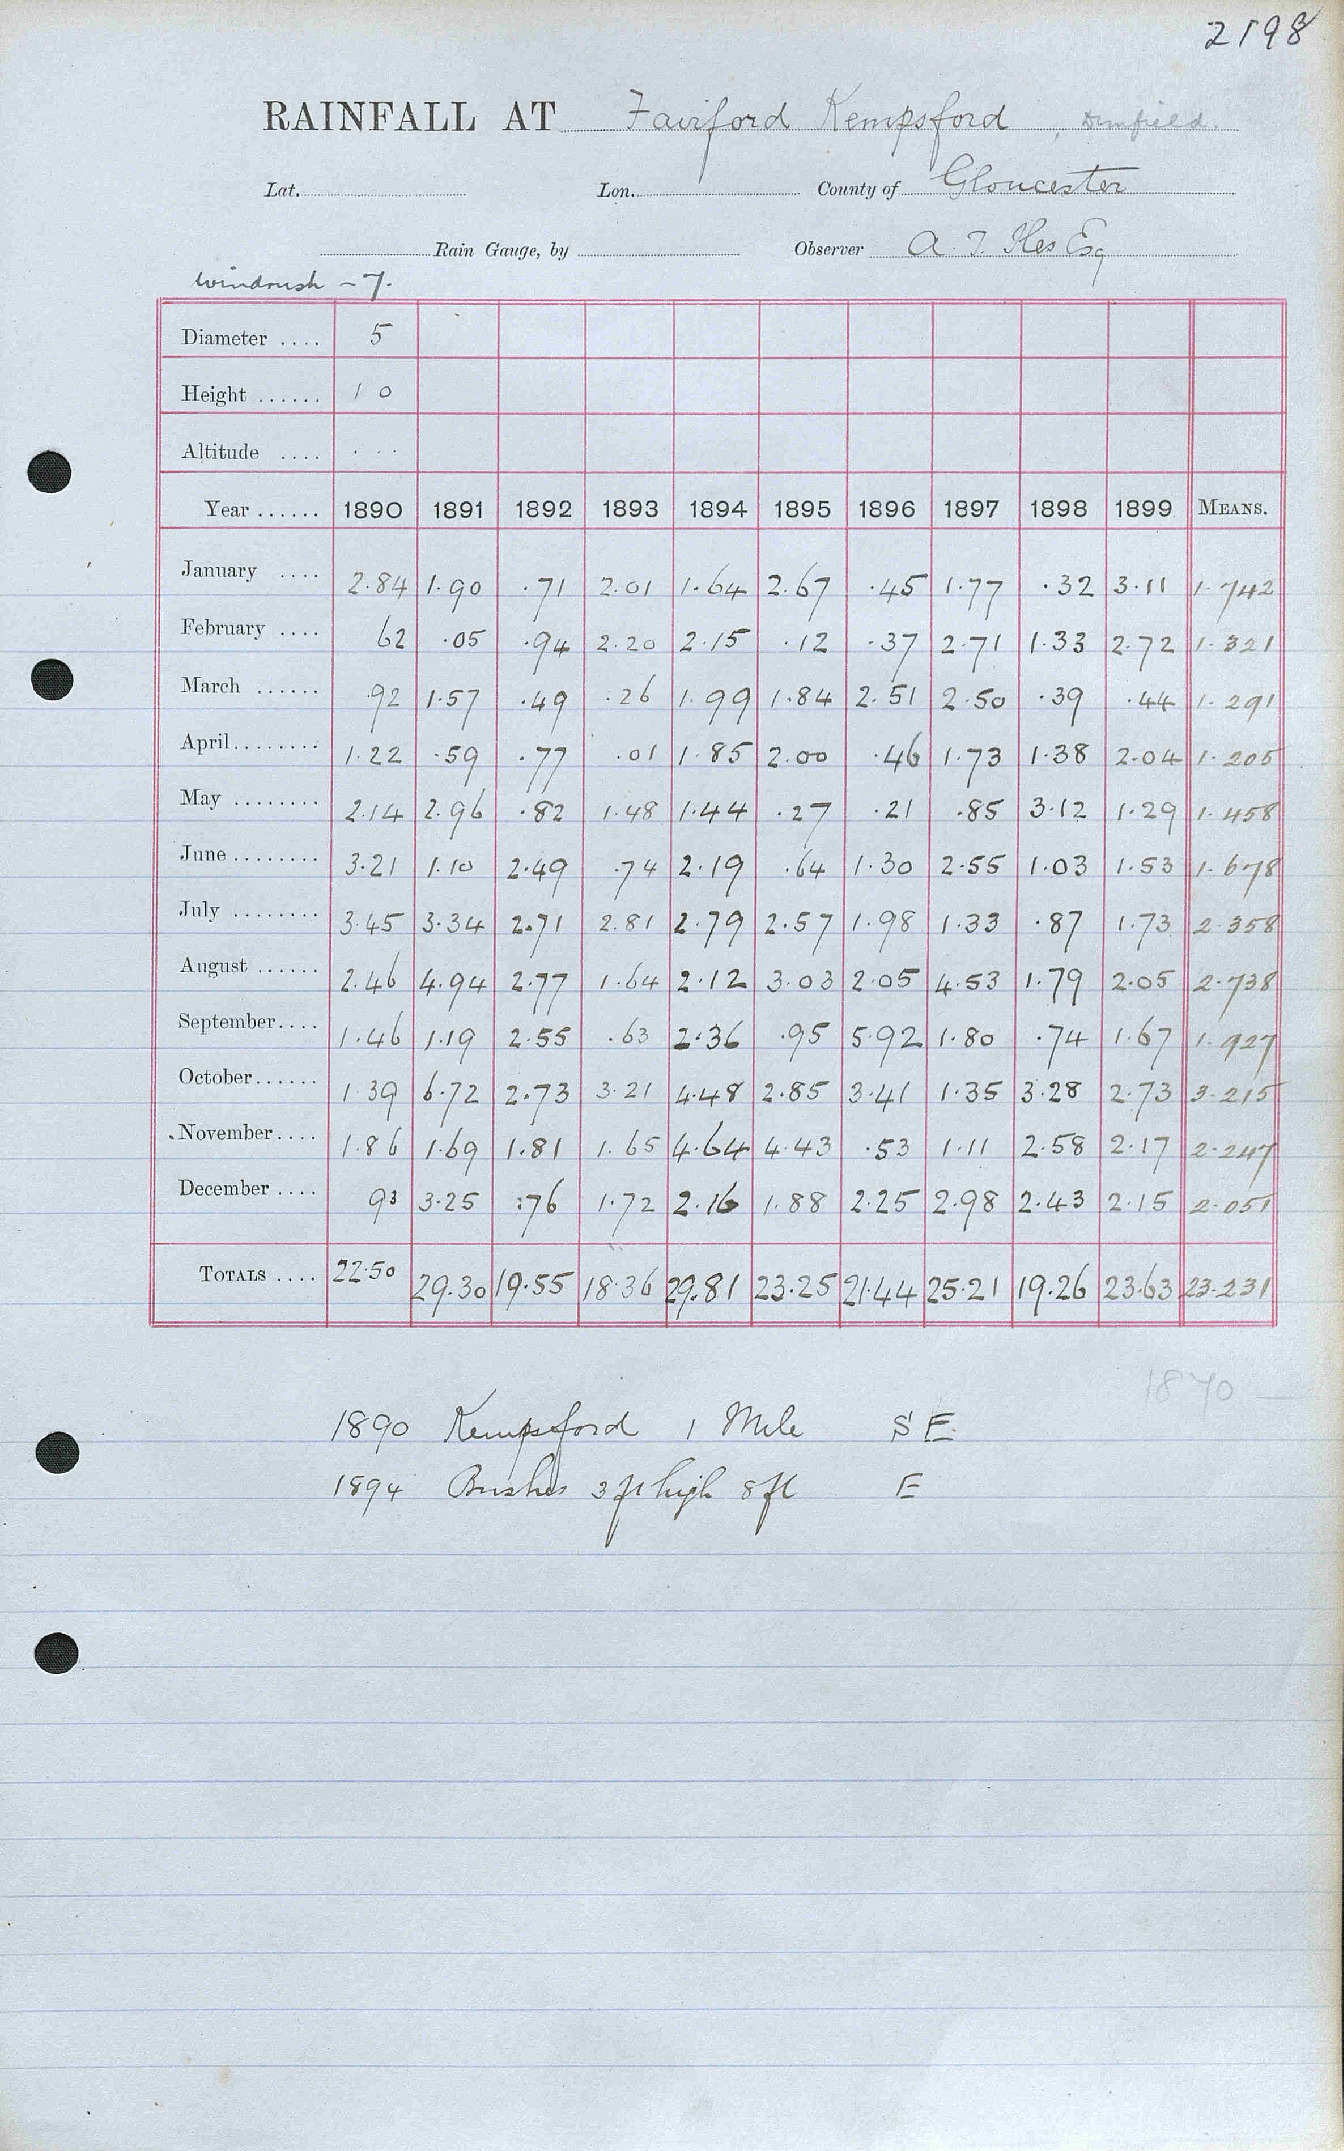 2198
RAINFALL AT Fairford Kempsford
Lat. Lon. County of Gloucester
Rain Gauge, by Observer A. T. Iles Esq
Windrush - 7.
Diameter .... 5
Height ...... 1 0
Altitude .... . . .
Year ...... 1890 1891 1892 1893 1894 1895 1896 1897 1898 1899 MEANS.
January .... 2.84 1.90 .71 2.01 1.64 2.67 .45 1.77 .32 3.11 1.742
February .... 62 .05 .94 2.20 2.15 .12 .37 2.71 1.33 2.72 1.321
March ...... .92 1.57 .49 .26 1.99 1.84 2.51 2.50 .39 .44 1.291
April........ 1.22 .59 .77 .01 1.85 2.00 .46 1.73 1.38 2.04 1.205
May ........ 2.14 2.96 .82 1.48 1.44 .27 .21 .85 3.12 1.29 1.458
June........ 3.21 1.10 2.49 .74 2.19 .64 1.30 2.55 1.03 1.53 1.678
July ........ 3.45 3.34 2.71 2.81 2.79 2.57 1.98 1.33 .87 1.73 2.358
August ...... 2.46 4.94 2.77 1.64 2.12 3.03 2.05 4.53 1.79 2.05 2.738
September.... 1.46 1.19 2.55 .63 2.36 .95 5.92 1.80 .74 1.67 1.927
October...... 1.39 6.72 2.73 3.21 4.48 2.85 3.41 1.35 3.28 2.73 3.215
November.... 1.86 1.69 1.81 1.65 4.64 4.43 .53 1.11 2.58 2.17 2.247
December .... 93 3.25 .76 1.72 2.16 1.88 2.25 2.98 2.43 2.15 2.051
TOTALS .... 22.50 29.30 19.55 18.36 29.81 23.25 21.44 25.21 19.26 23.63 23.231
1870 —
1890 Kempsford 1 Mile S E
1894 Bushes 3 ft high 8 ft E